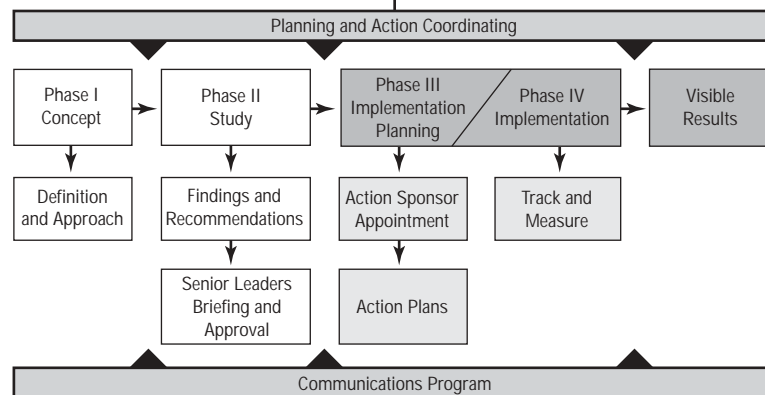 Planning and Action Coordinating
Phase I
Concept
Phase II
Study
Phase III
Implementation
Planning
Phase IV
Implementation
Visible
Results
Definition
and Approach
Findings and
Recommendations
Action Sponsor
Appointment
Track and
Measure
Senior Leaders
Briefing and
Approval
Action Plans
Communications Program